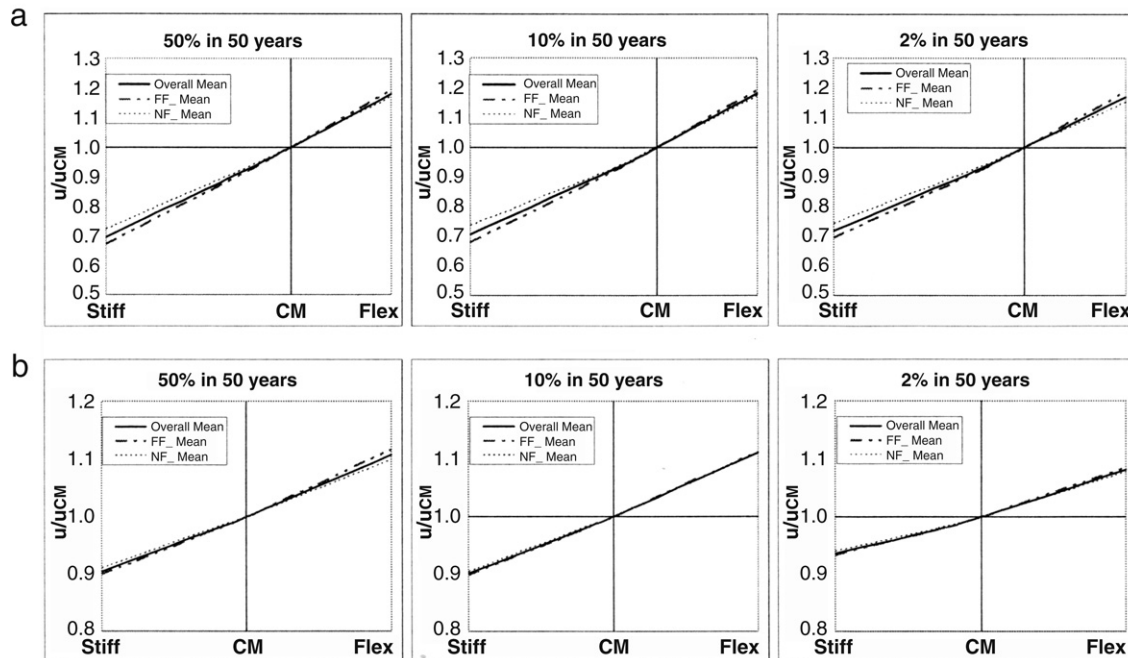 a
50% in 50 years
u/uCM
1.3
1.2
1.1
1.0
0.9
0.8
0.7
0.6
0.5
Overall Mean
FF_ Mean
NF_ Mean
Stiff CM Flex
10% in 50 years
1.3
1.2
1.1
1.0
0.9
0.8
0.7
0.6
0.5
Overall Mean
FF_ Mean
NF_ Mean
Stiff CM Flex
2% in 50 years
1.3
1.2
1.1
1.0
0.9
0.8
0.7
0.6
0.5
Overall Mean
FF_ Mean
NF_ Mean
Stiff CM Flex
b
50% in 50 years
u/uCM
1.2
1.1
1.0
0.9
0.8
Overall Mean
FF_ Mean
NF_ Mean
Stiff CM Flex
10% in 50 years
u/uCM
1.2
1.1
1.0
0.9
0.8
Overall Mean
FF_ Mean
NF_ Mean
Stiff CM Flex
2% in 50 years
u/uCM
1.2
1.1
1.0
0.9
0.8
Overall Mean
FF_ Mean
NF_ Mean
Stiff CM Flex